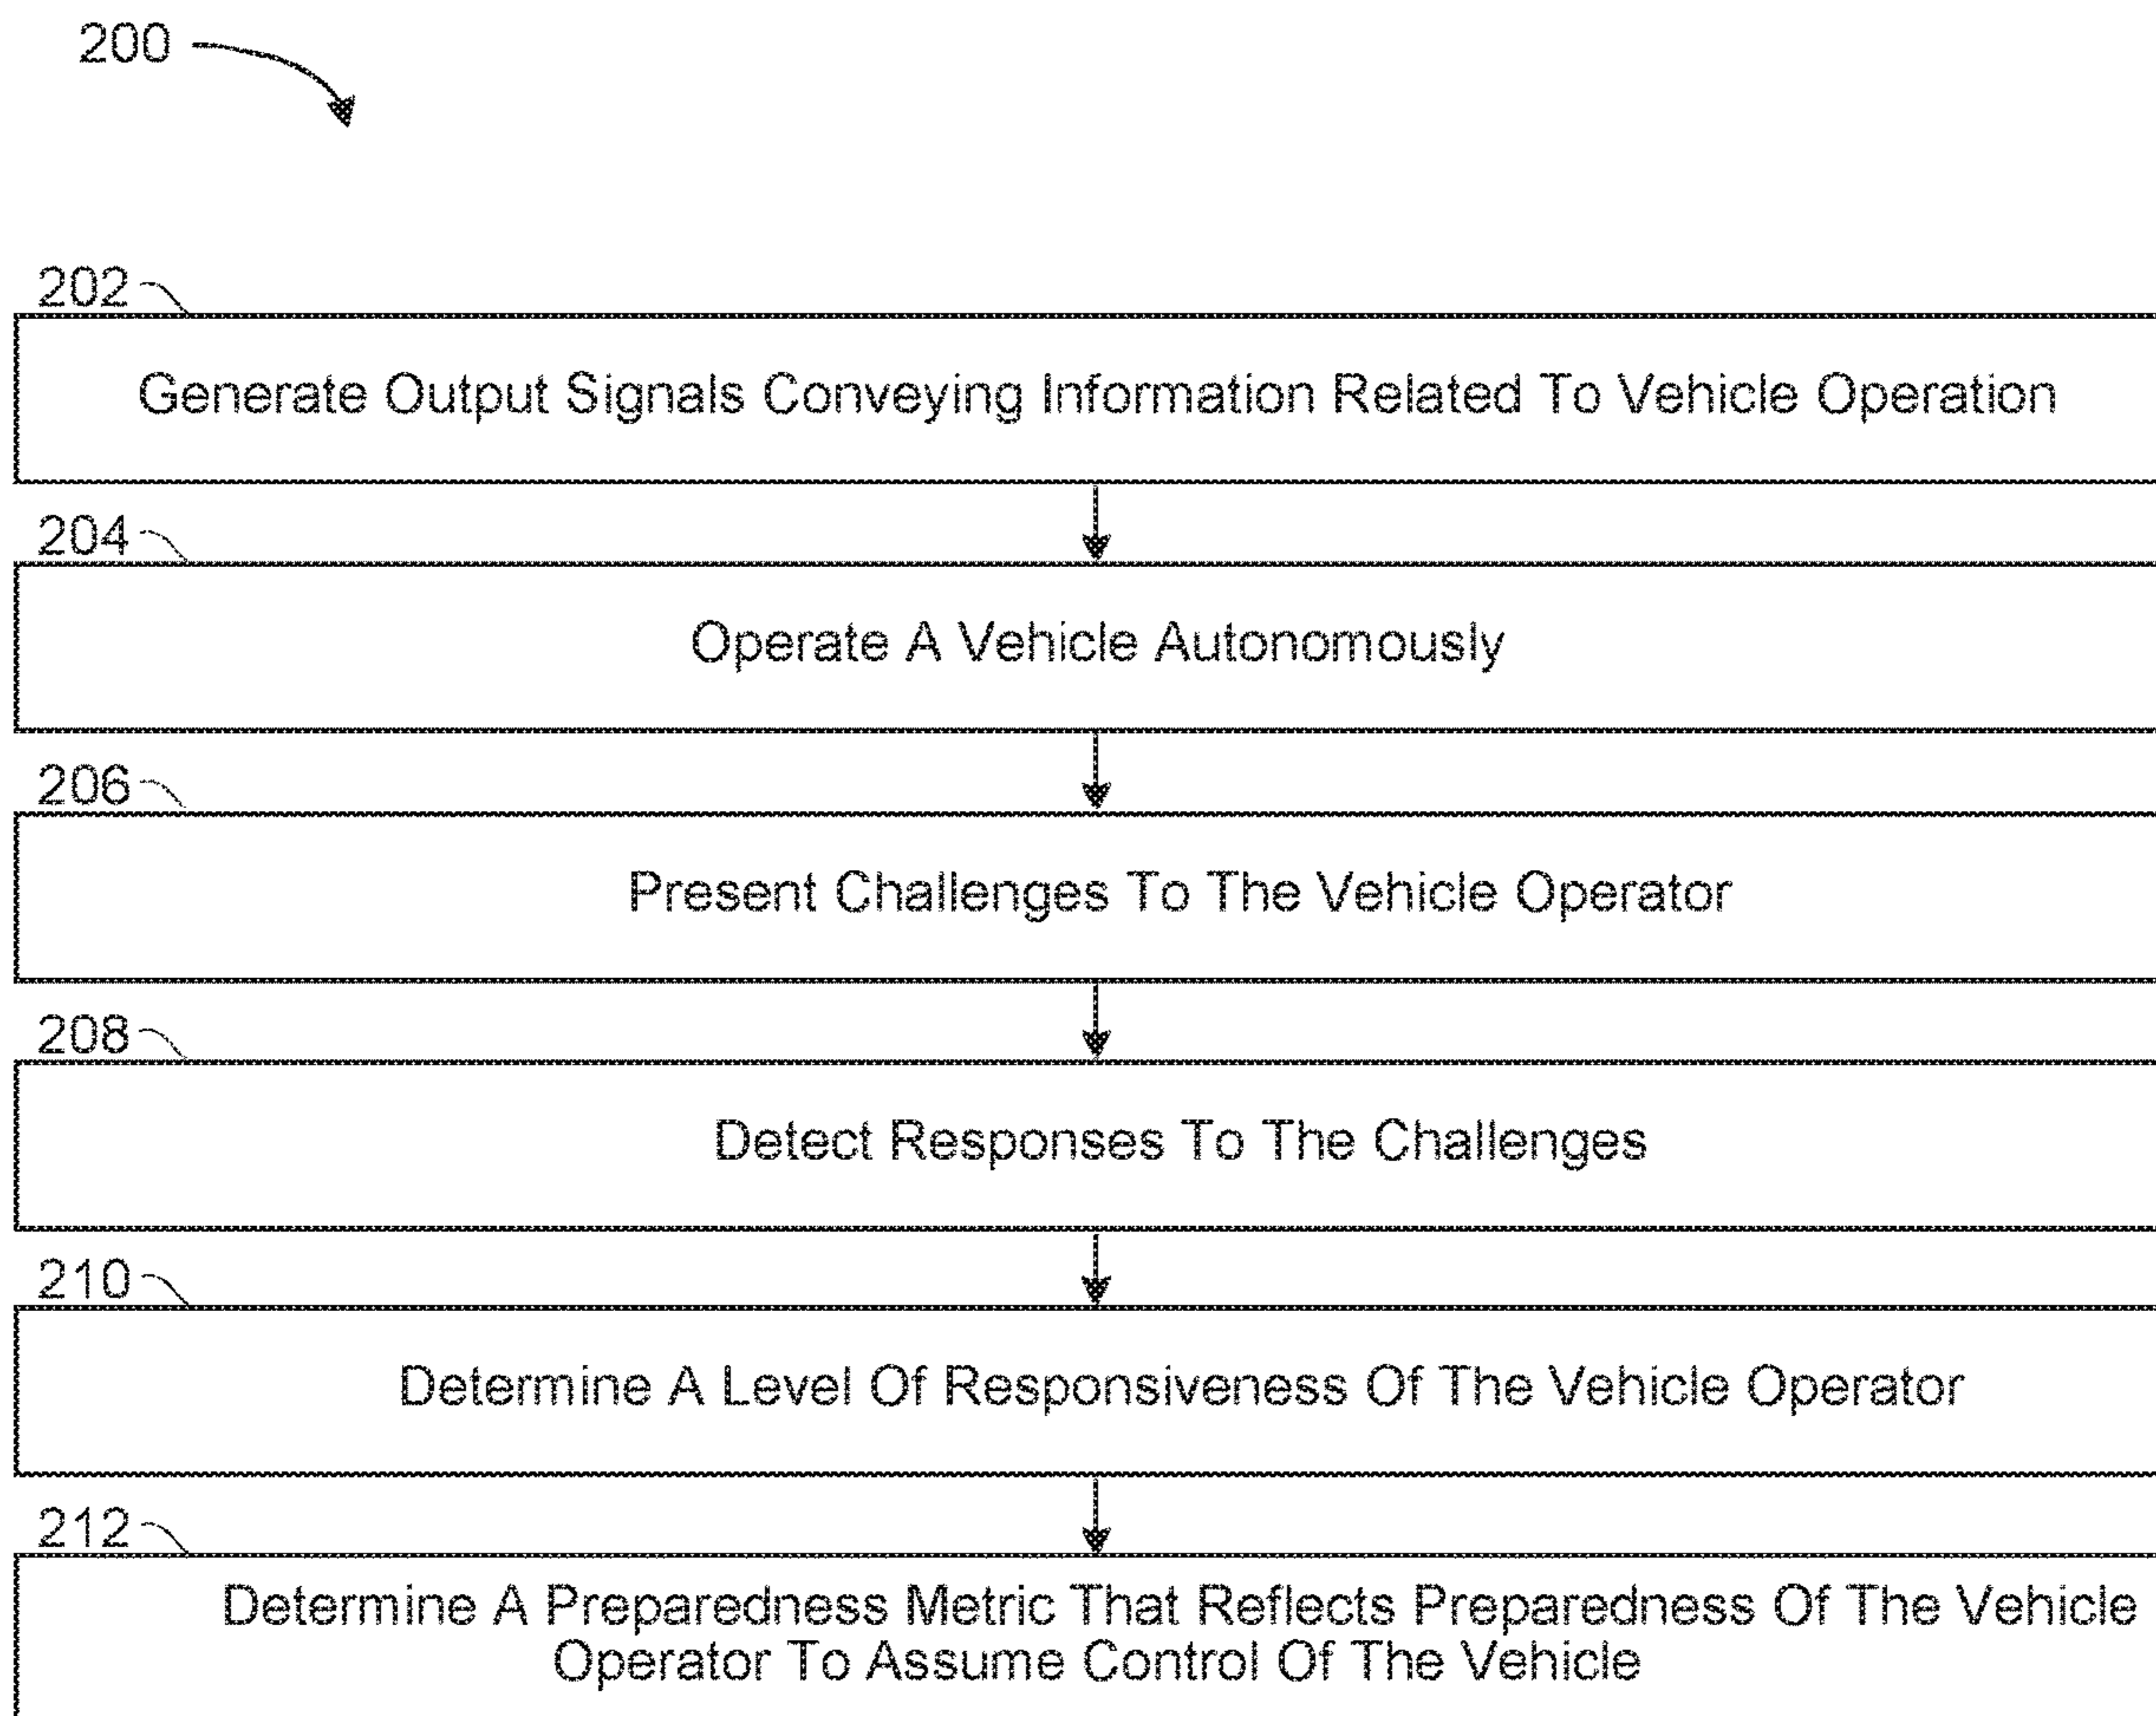 200
202
Generate Output Signals Conveying Information Related To Vehicle Operation
204
Operate A Vehicle Autonomously
206
Present Challenges To The Vehicle Operator
208
Detect Responses To The Challenges
210
Determine A Level Of Responsiveness Of The Vehicle Operator
212
Determine A Preparedness Metric That Reflects Preparedness Of The Vehicle
Operator To Assume Control Of The Vehicle